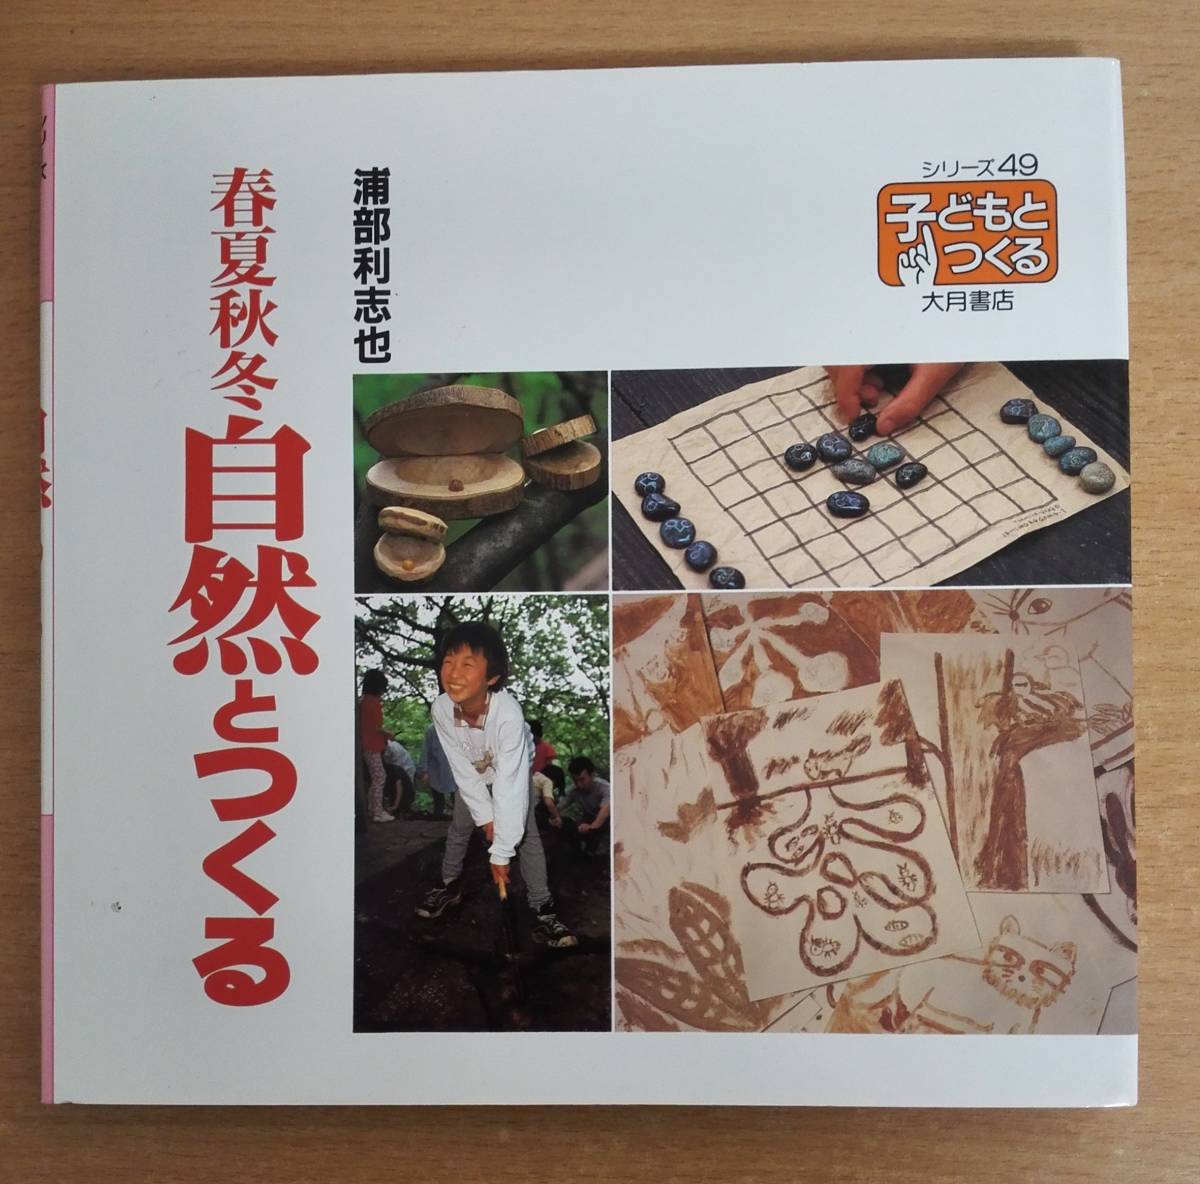 シリーズ49
子どもと
つくる
大月書店
浦部利志也
春夏秋冬自然とつくる